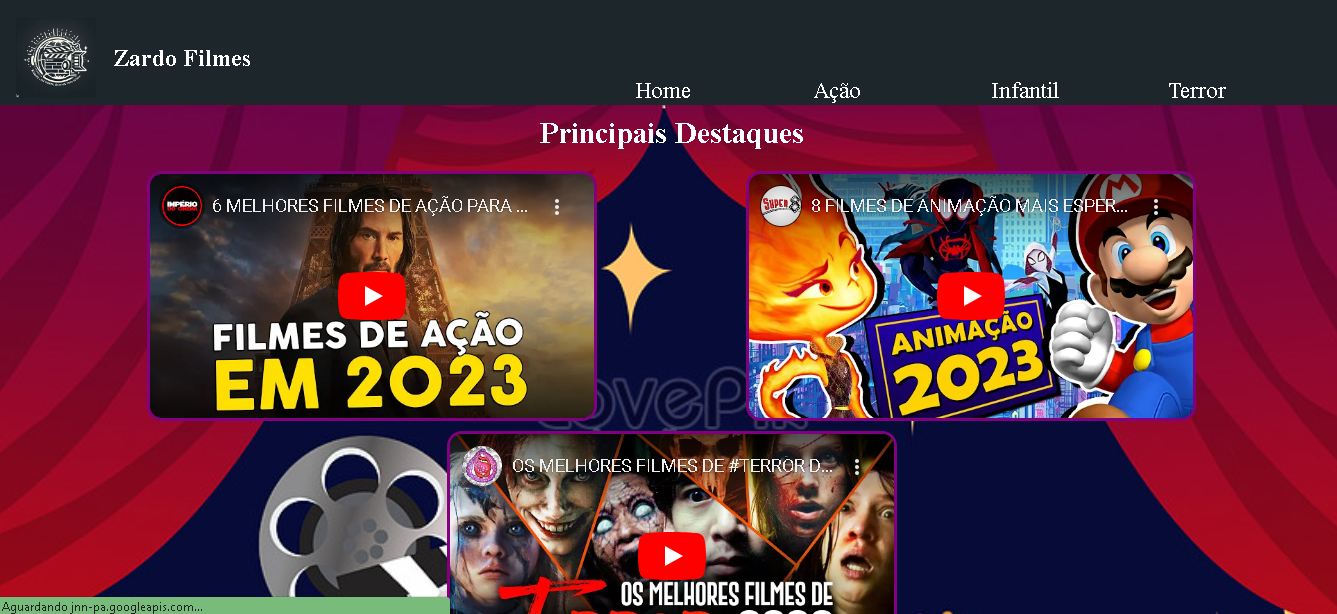 Zardo Filmes
Home Ação Infantil Terror
Principais Destaques
IMPÉRIO
6 MELHORES FILMES DE AÇÃO PARA ...
FILMES DE AÇÃO
EM 2023
SUPER 8
8 FILMES DE ANIMAÇÃO MAIS ESPER...
M
ANIMAÇÃO
2023
lovepik
OS MELHORES FILMES DE #TERROR D...
OS MELHORES FILMES DE
Aguardando jnn-pa.googleapis.com...